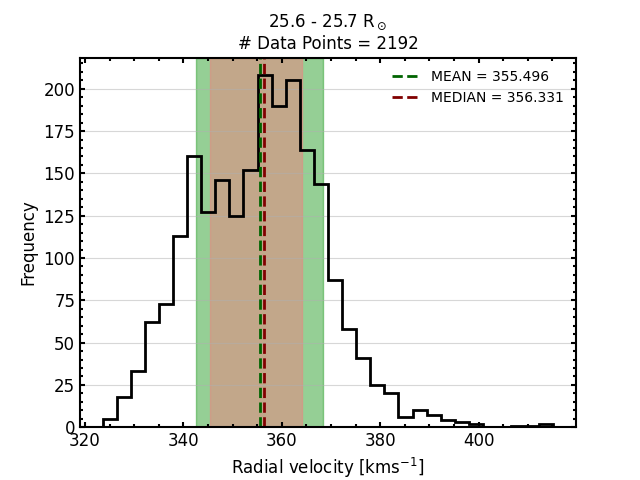 25.6 - 25.7 R⊙
# Data Points = 2192
MEAN = 355.496
MEDIAN = 356.331
Frequency
200
175
150
125
100
75
50
25
0
320 340 360 380 400
Radial velocity [kms⁻¹]